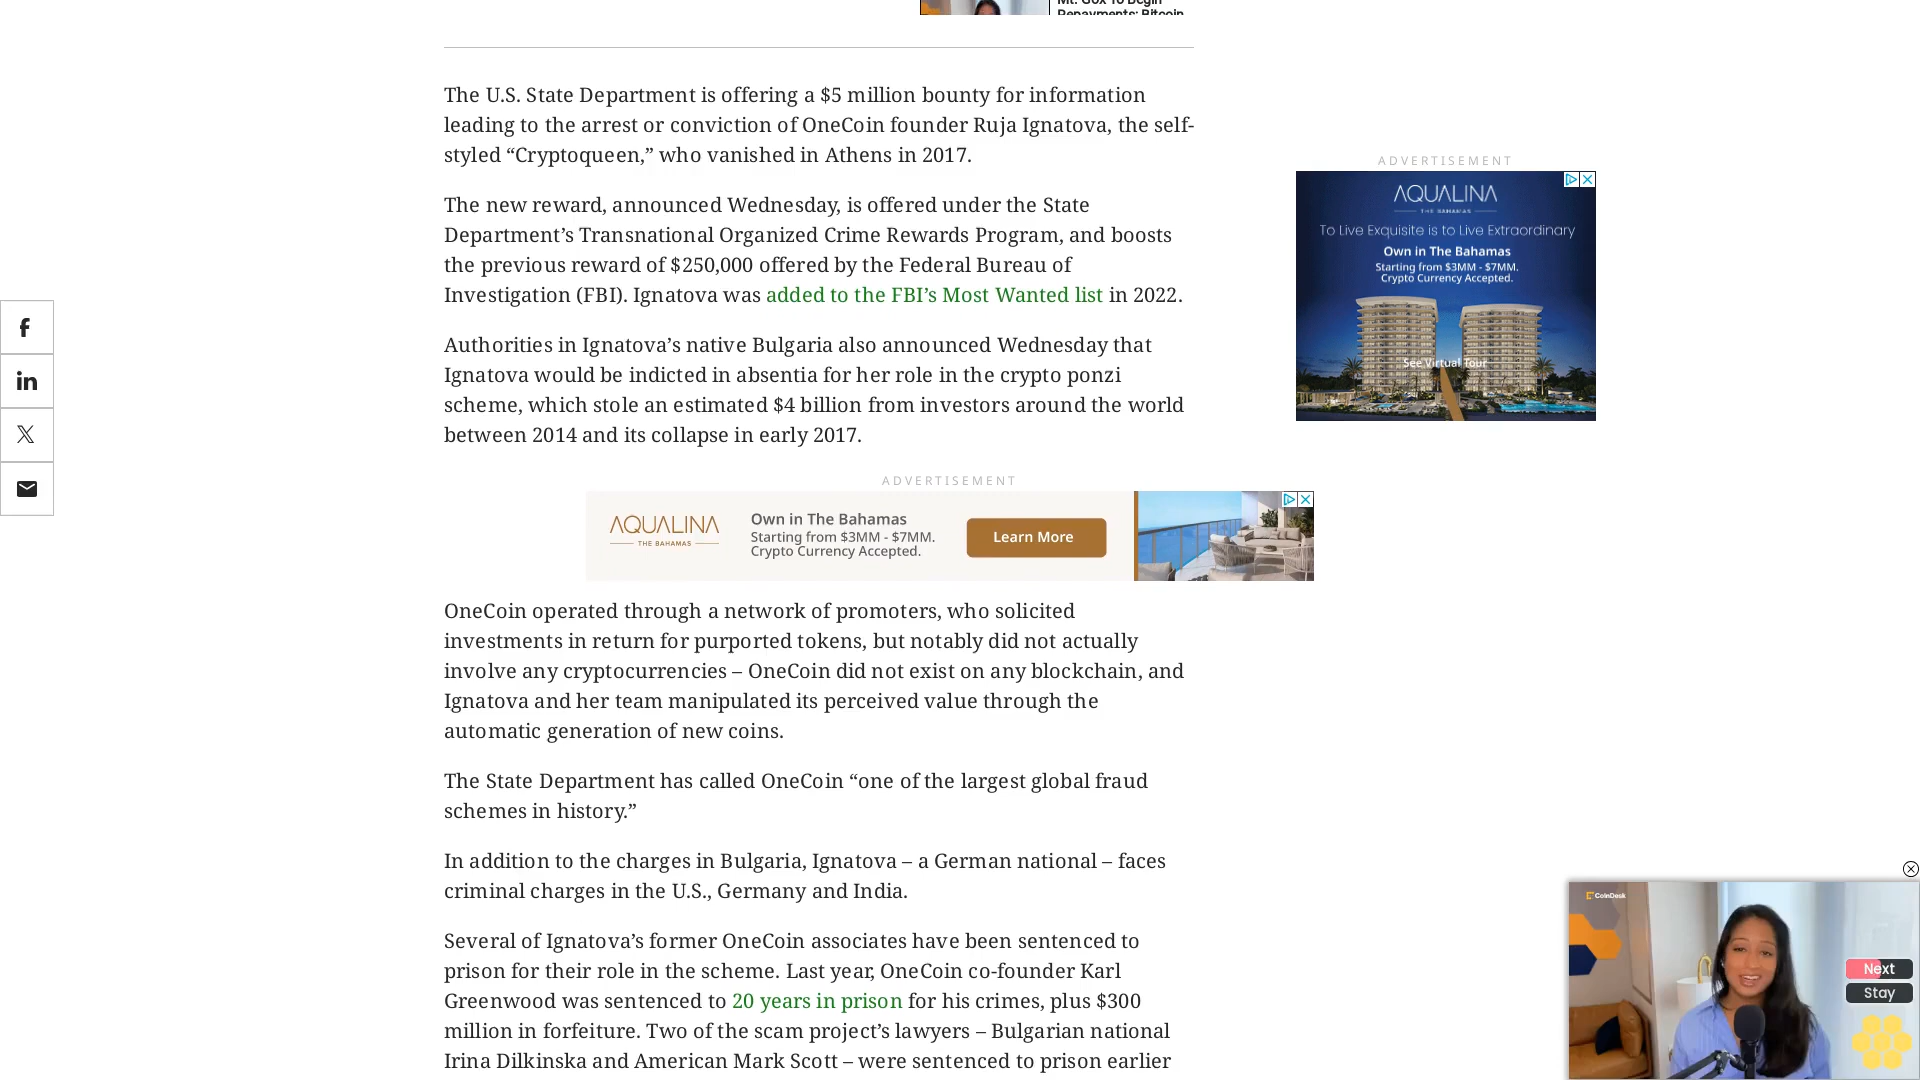 Mt. Gox To Begin
Repayments; Bitcoin
The U.S. State Department is offering a $5 million bounty for information
leading to the arrest or conviction of OneCoin founder Ruja Ignatova, the self-
styled “Cryptoqueen,” who vanished in Athens in 2017.
The new reward, announced Wednesday, is offered under the State
Department’s Transnational Organized Crime Rewards Program, and boosts
the previous reward of $250,000 offered by the Federal Bureau of
Investigation (FBI). Ignatova was added to the FBI’s Most Wanted list in 2022.
Authorities in Ignatova’s native Bulgaria also announced Wednesday that
Ignatova would be indicted in absentia for her role in the crypto ponzi
scheme, which stole an estimated $4 billion from investors around the world
between 2014 and its collapse in early 2017.
ADVERTISEMENT
AQUALINA
THE BAHAMAS
Own in The Bahamas
Starting from $3MM - $7MM.
Crypto Currency Accepted.
Learn More
OneCoin operated through a network of promoters, who solicited
investments in return for purported tokens, but notably did not actually
involve any cryptocurrencies – OneCoin did not exist on any blockchain, and
Ignatova and her team manipulated its perceived value through the
automatic generation of new coins.
The State Department has called OneCoin “one of the largest global fraud
schemes in history.”
In addition to the charges in Bulgaria, Ignatova – a German national – faces
criminal charges in the U.S., Germany and India.
Several of Ignatova’s former OneCoin associates have been sentenced to
prison for their role in the scheme. Last year, OneCoin co-founder Karl
Greenwood was sentenced to 20 years in prison for his crimes, plus $300
million in forfeiture. Two of the scam project’s lawyers – Bulgarian national
Irina Dilkinska and American Mark Scott – were sentenced to prison earlier
ADVERTISEMENT
AQUALINA
THE BAHAMAS
To Live Exquisite is to Live Extraordinary
Own in The Bahamas
Starting from $3MM - $7MM.
Crypto Currency Accepted.
See Virtual Tour
CoinDesk
Next
Stay